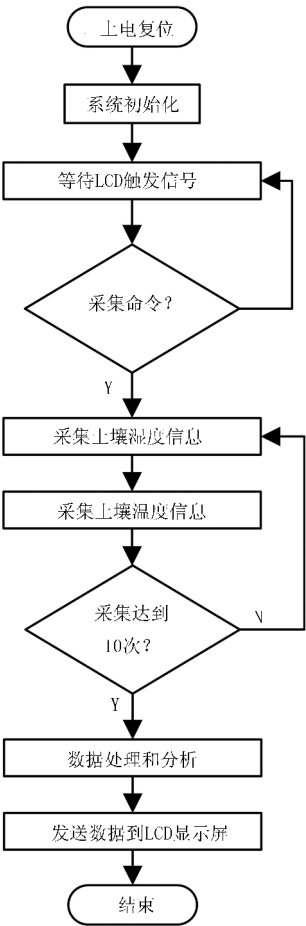 上电复位
系统初始化
等待LCD触发信号
采集命令？
Y
采集土壤湿度信息
采集土壤温度信息
采集达到
10次？
N
Y
数据处理和分析
发送数据到LCD显示屏
结束